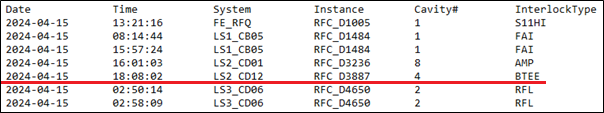 Date Time System Instance Cavity# InterlockType
2024-04-15 13:21:16 FE_RFQ RFC_D1005 1 S11HI
2024-04-15 08:14:44 LS1_CB05 RFC_D1484 1 FAI
2024-04-15 15:57:24 LS1_CB05 RFC_D1484 1 FAI
2024-04-15 16:01:03 LS2_CD01 RFC_D3236 8 AMP
2024-04-15 18:08:02 LS2_CD12 RFC_D3887 4 BTEE
2024-04-15 02:50:14 LS3_CD06 RFC_D4650 2 RFL
2024-04-15 02:58:09 LS3_CD06 RFC_D4650 2 RFL